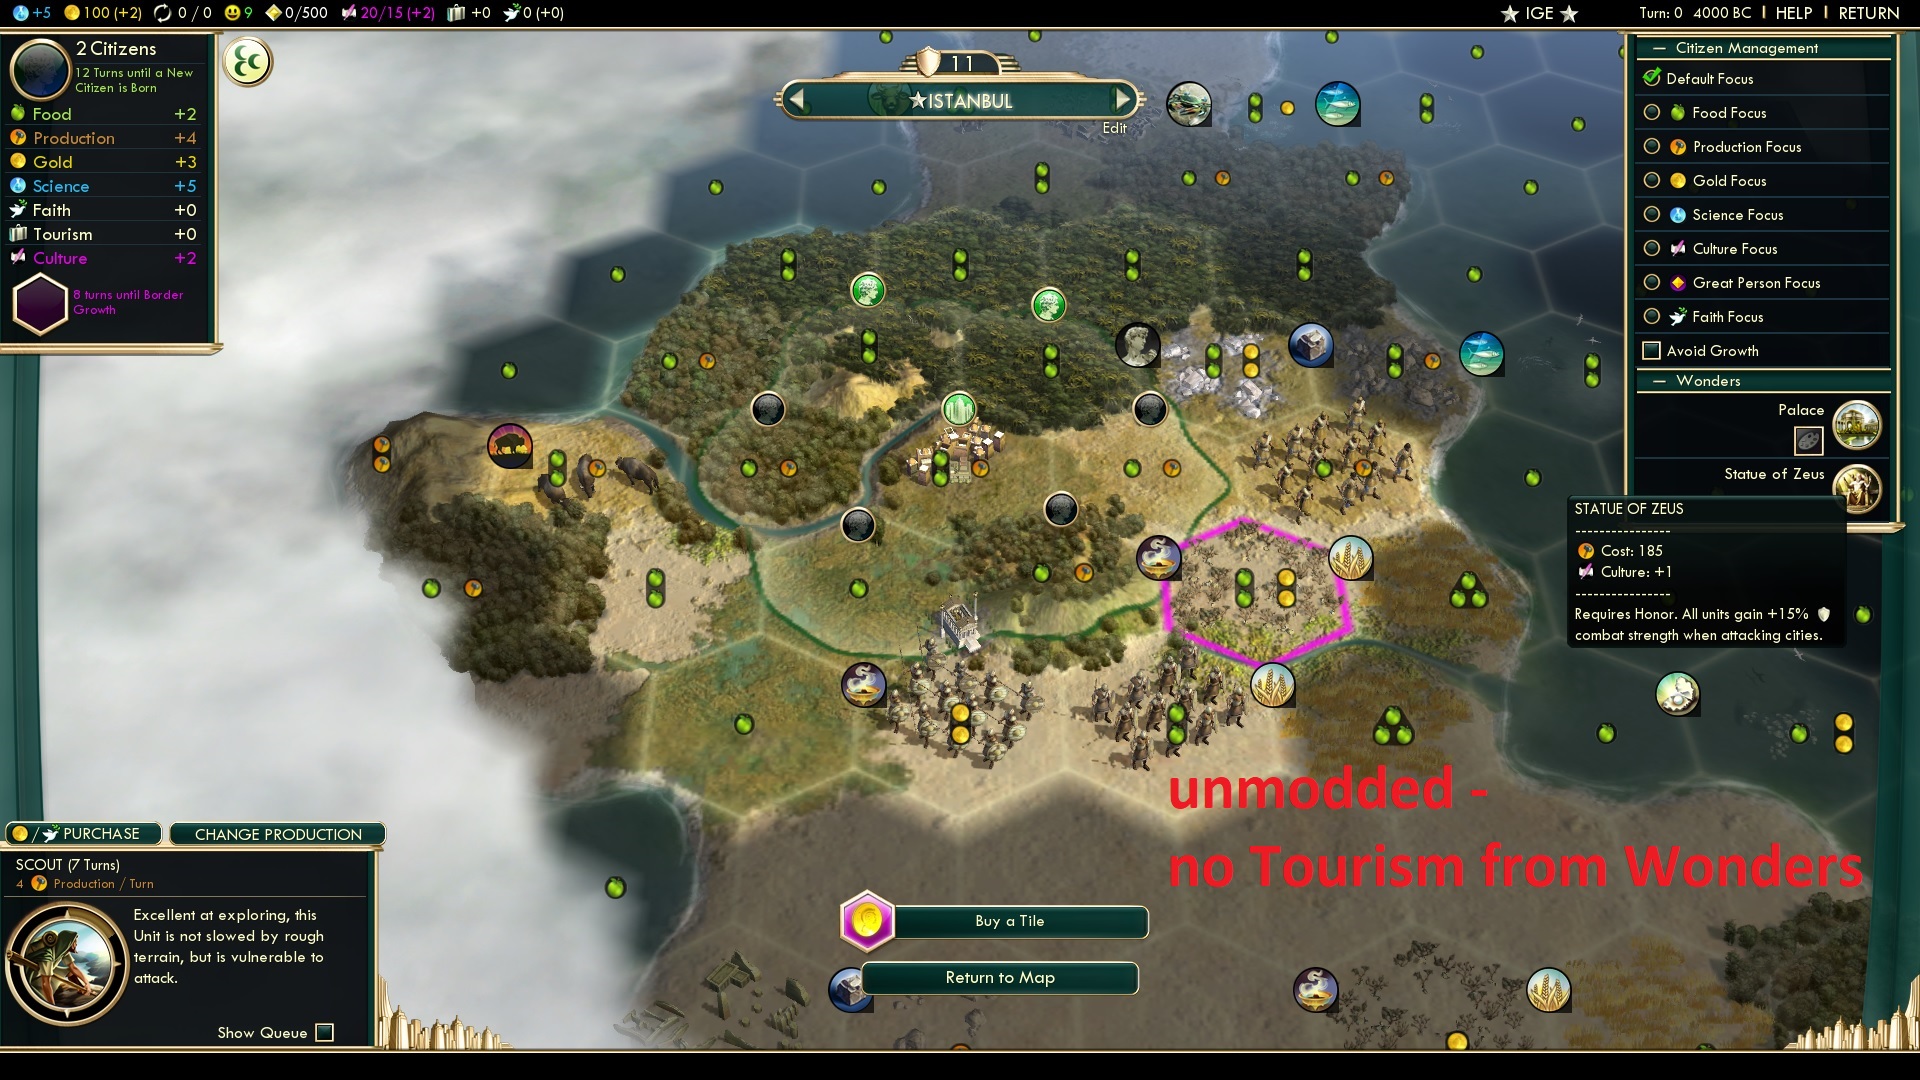 +5 100 (+2) 0 / 0 9 0/500 20/15 (+2) +0 0 (+0)
IGE
Turn: 0 4000 BC | HELP | RETURN
2 Citizens
12 Turns until a New
Citizen is Born
Food +2
Production +4
Gold +3
Science +5
Faith +0
Tourism +0
Culture +2
8 turns until Border
Growth
11
ISTANBUL
Edit
Citizen Management
Default Focus
Food Focus
Production Focus
Gold Focus
Science Focus
Culture Focus
Great Person Focus
Faith Focus
Avoid Growth
Wonders
Palace
Statue of Zeus
STATUE OF ZEUS
---------------
Cost: 185
Culture: +1
----------------
Requires Honor. All units gain +15%
combat strength when attacking cities.
unmodded -
no Tourism from Wonders
/ PURCHASE
CHANGE PRODUCTION
SCOUT (7 Turns)
4 Production / Turn
Excellent at exploring, this
Unit is not slowed by rough
terrain, but is vulnerable to
attack.
Show Queue
Buy a Tile
Return to Map